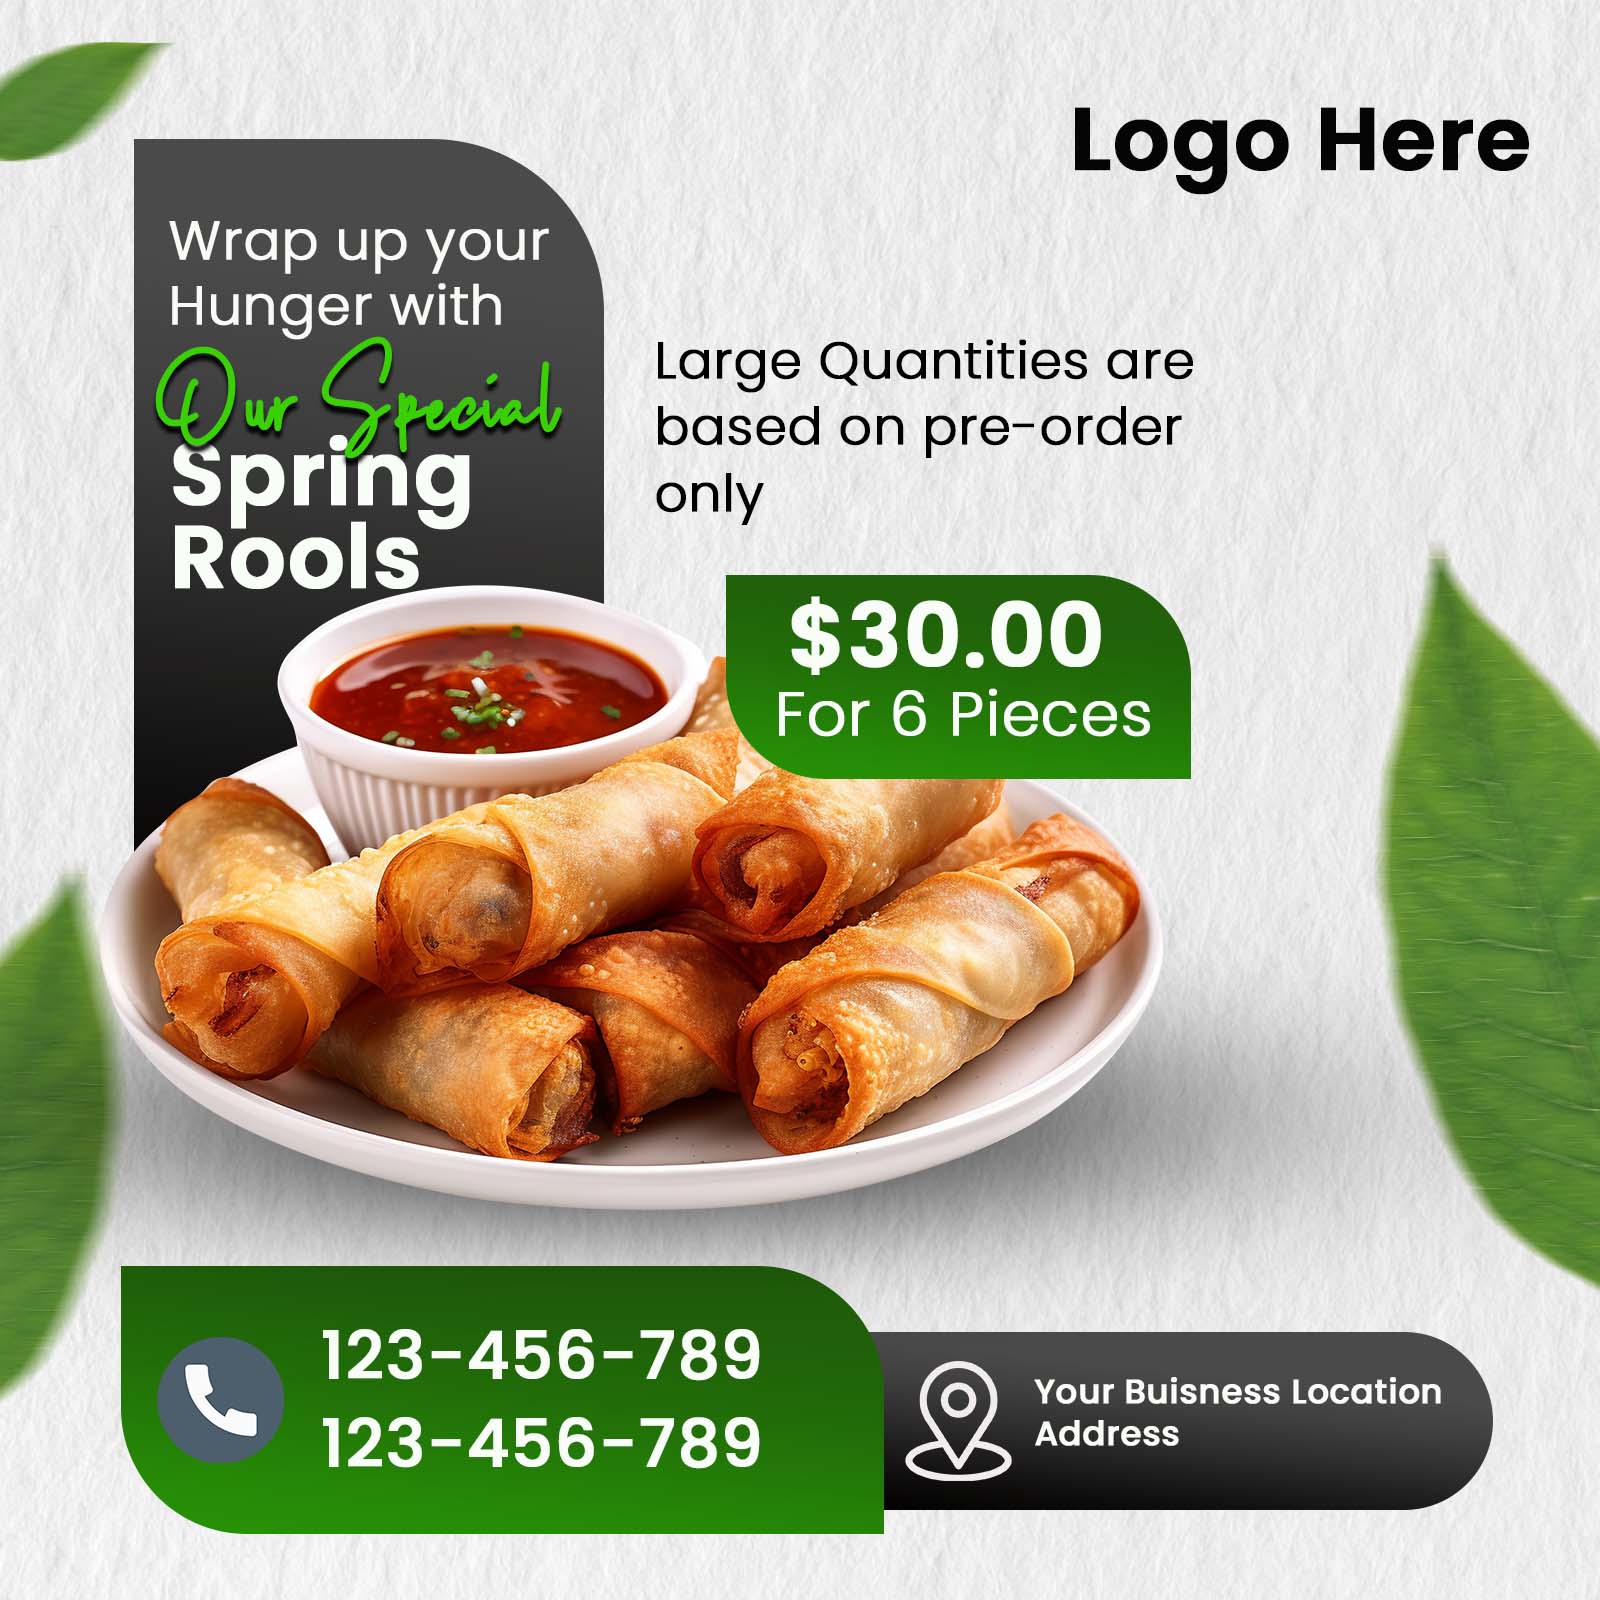 Logo Here
Wrap up your
Hunger with
Our Special
Spring
Rools
Large Quantities are
based on pre-order
only
$30.00
For 6 Pieces
123-456-789
123-456-789
Your Buisness Location
Address